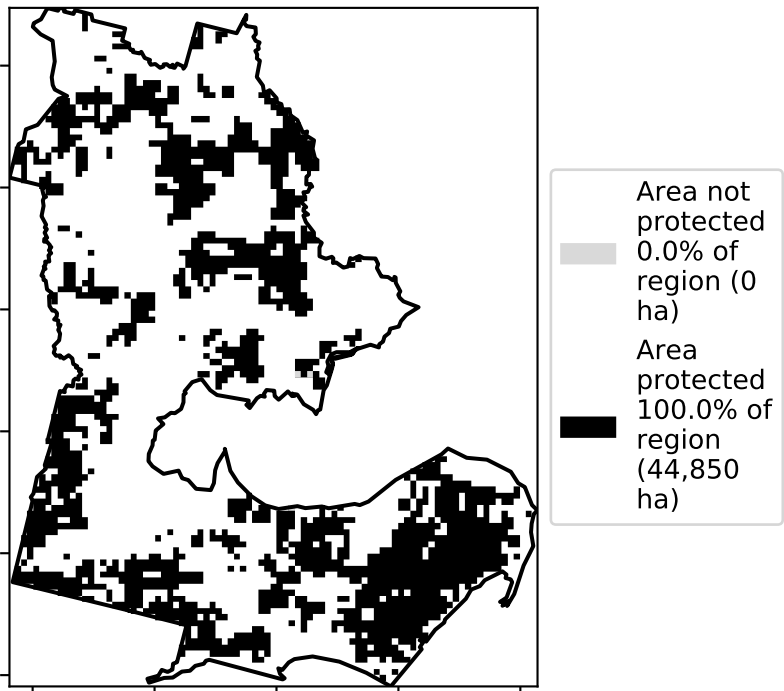 Area not
protected
0.0% of
region (0
ha)
Area
protected
100.0% of
region
(44,850
ha)